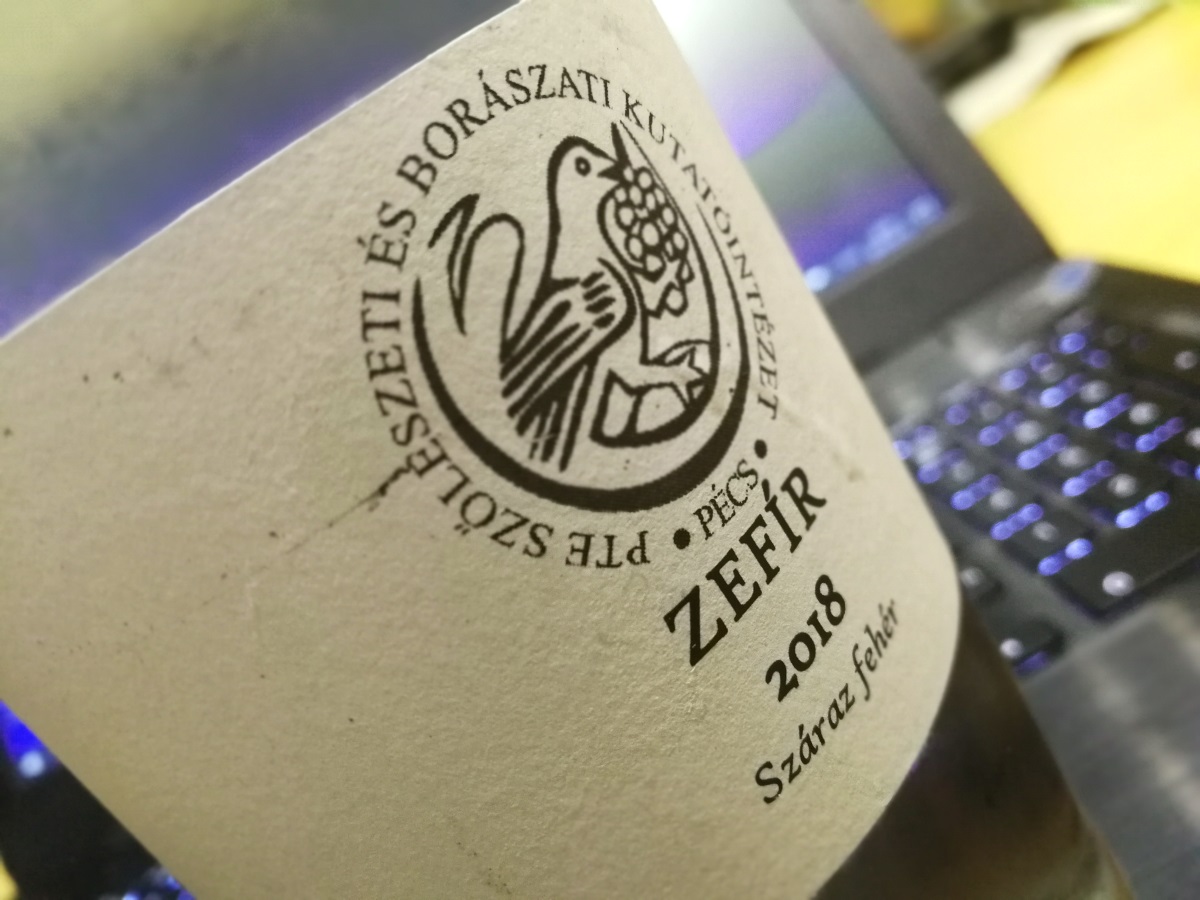 PTE SZŐLÉSZETI ÉS BORÁSZATI KUTATÓINTÉZET
• PÉCS •
ZEFÍR
2018
Száraz fehér